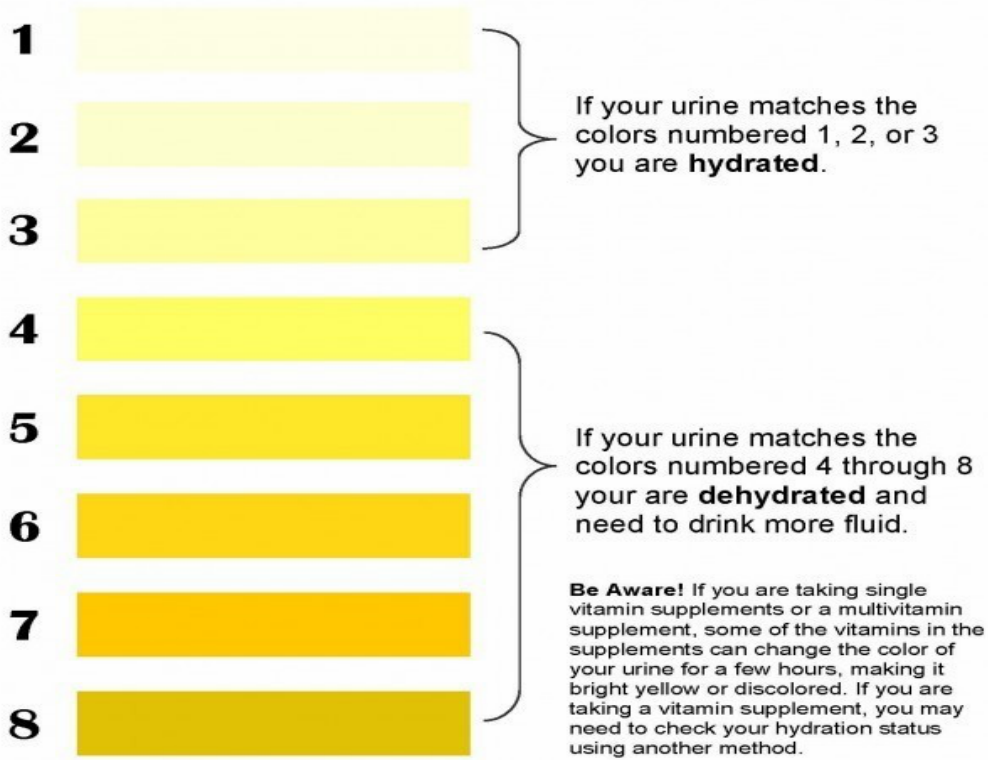 1
2
3
If your urine matches the
colors numbered 1, 2, or 3
you are hydrated.
4
5
6
7
8
If your urine matches the
colors numbered 4 through 8
your are dehydrated and
need to drink more fluid.
Be Aware! If you are taking single
vitamin supplements or a multivitamin
supplement, some of the vitamins in the
supplements can change the color of
your urine for a few hours, making it
bright yellow or discolored. If you are
taking a vitamin supplement, you may
need to check your hydration status
using another method.